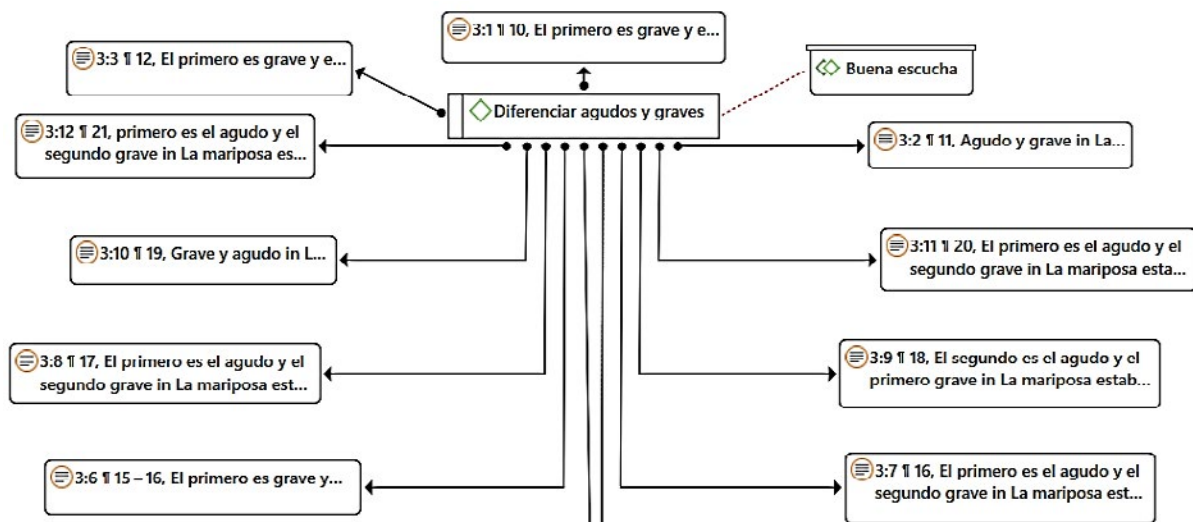 3:1 ¶ 10, El primero es grave y e...
3:3 ¶ 12, El primero es grave y e...
Buena escucha
Diferenciar agudos y graves
3:12 ¶ 21, primero es el agudo y el
segundo grave in La mariposa es...
3:2 ¶ 11, Agudo y grave in La...
3:10 ¶ 19, Grave y agudo in L...
3:11 ¶ 20, El primero es el agudo y el
segundo grave in La mariposa esta...
3:8 ¶ 17, El primero es el agudo y el
segundo grave in La mariposa est...
3:9 ¶ 18, El segundo es el agudo y el
primero grave in La mariposa estab...
3:6 ¶ 15 – 16, El primero es grave y...
3:7 ¶ 16, El primero es el agudo y el
segundo grave in La mariposa est...